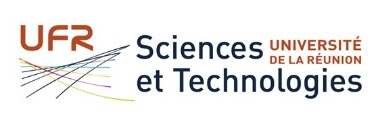 UFR
Sciences UNIVERSITÉ
DE LA RÉUNION
et Technologies